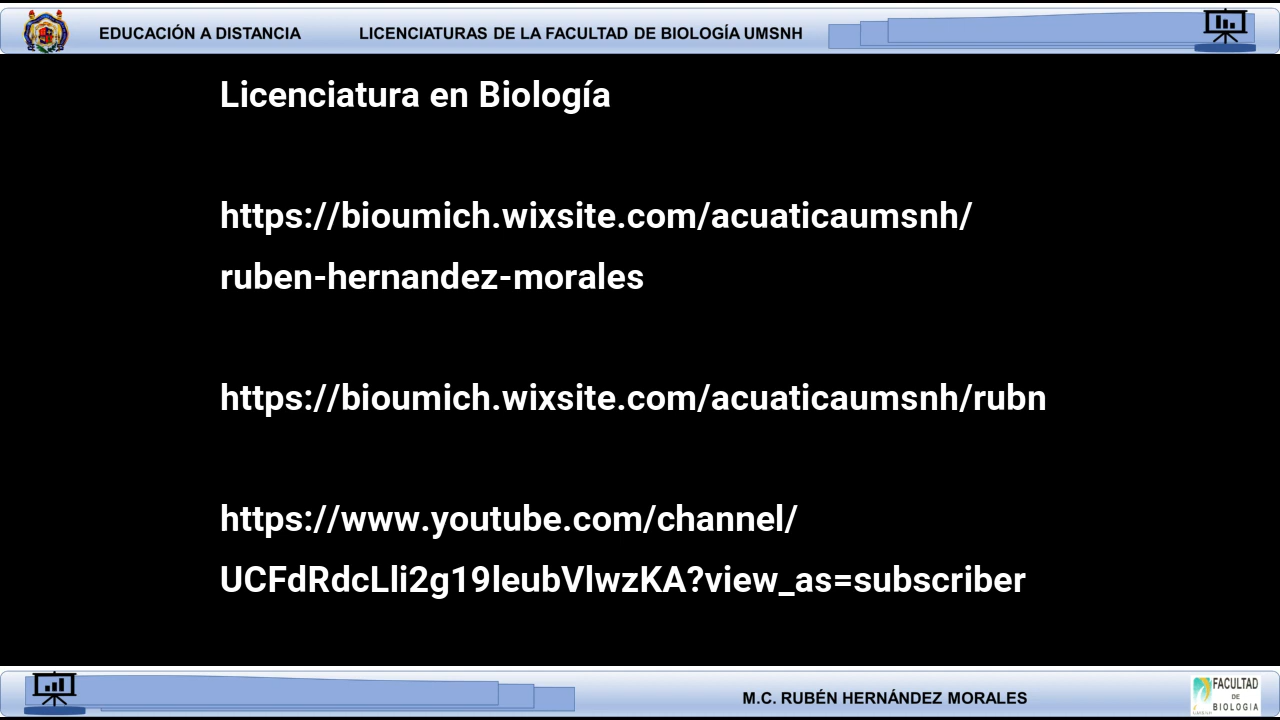 EDUCACIÓN A DISTANCIA LICENCIATURAS DE LA FACULTAD DE BIOLOGÍA UMSNH
Licenciatura en Biología
https://bioumich.wixsite.com/acuaticaumsnh/
ruben-hernandez-morales
https://bioumich.wixsite.com/acuaticaumsnh/rubn
https://www.youtube.com/channel/
UCFdRdcLli2g19leubVlwzKA?view_as=subscriber
M.C. RUBÉN HERNÁNDEZ MORALES
FACULTAD
DE
BIOLOGIA